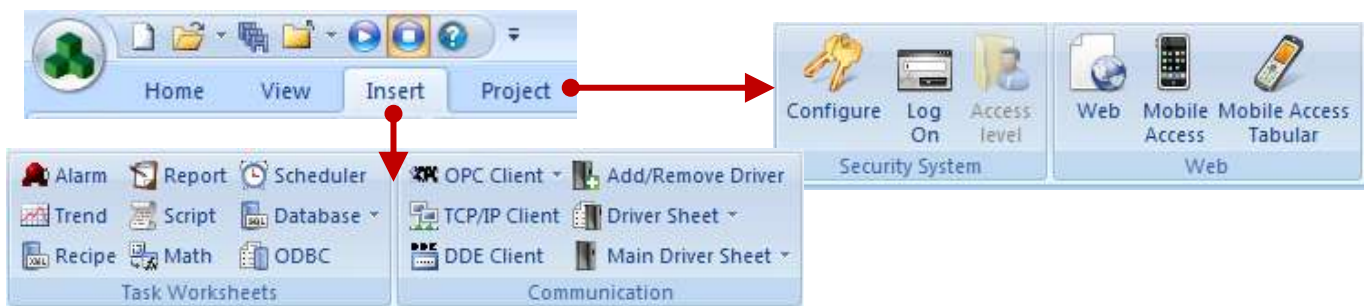 Home View Insert Project
Configure Log On Access level
Security System
Web Mobile Access Mobile Access Tabular
Web
Alarm Report Scheduler
Trend Script Database
Recipe Math ODBC
Task Worksheets
OPC Client Add/Remove Driver
TCP/IP Client Driver Sheet
DDE Client Main Driver Sheet
Communication